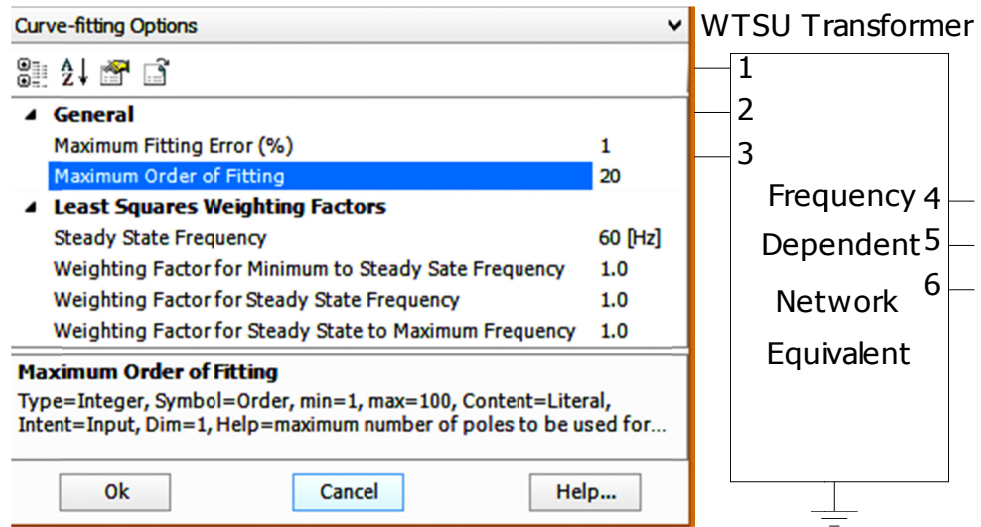 Curve-fitting Options
General
Maximum Fitting Error (%) 1
Maximum Order of Fitting 20
Least Squares Weighting Factors
Steady State Frequency 60 [Hz]
Weighting Factor for Minimum to Steady Sate Frequency 1.0
Weighting Factor for Steady State Frequency 1.0
Weighting Factor for Steady State to Maximum Frequency 1.0
Maximum Order of Fitting
Type=Integer, Symbol=Order, min=1, max=100, Content=Literal,
Intent=Input, Dim=1, Help=maximum number of poles to be used for...
Ok Cancel Help...
WTSU Transformer
1
2
3
Frequency 4
Dependent 5
6
Network
Equivalent